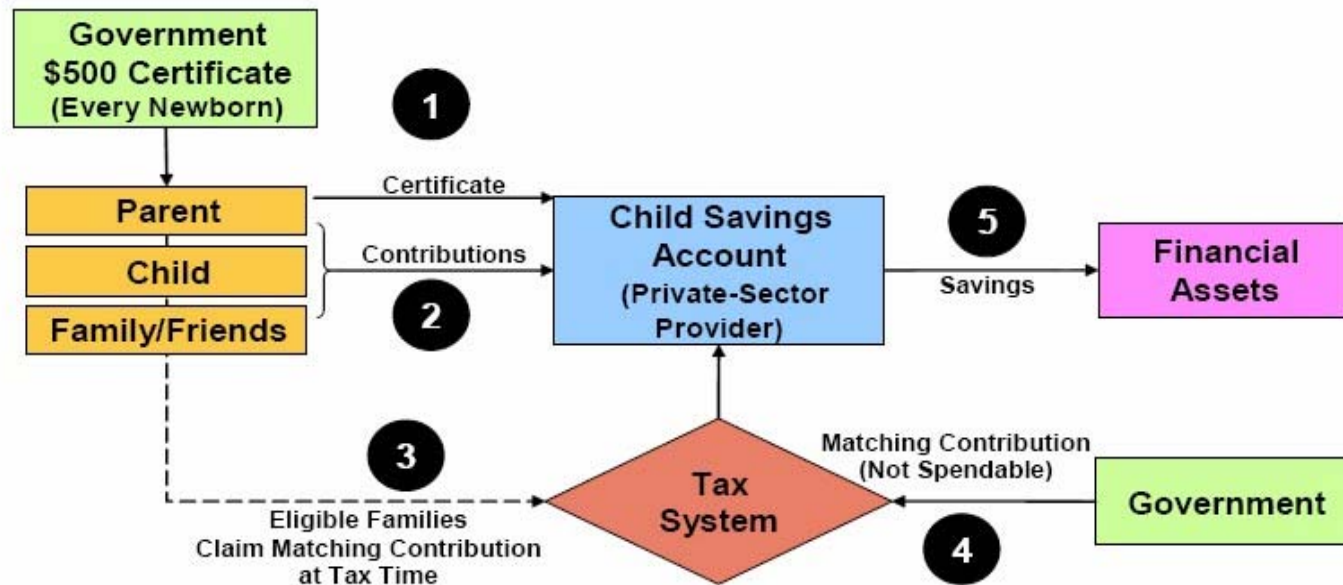 Government
$500 Certificate
(Every Newborn)
1
Parent
Child
Family/Friends
Certificate
Contributions
2
Child Savings
Account
(Private-Sector
Provider)
5
Savings
Financial
Assets
3
Eligible Families
Claim Matching Contribution
at Tax Time
Tax
System
Matching Contribution
(Not Spendable)
4
Government